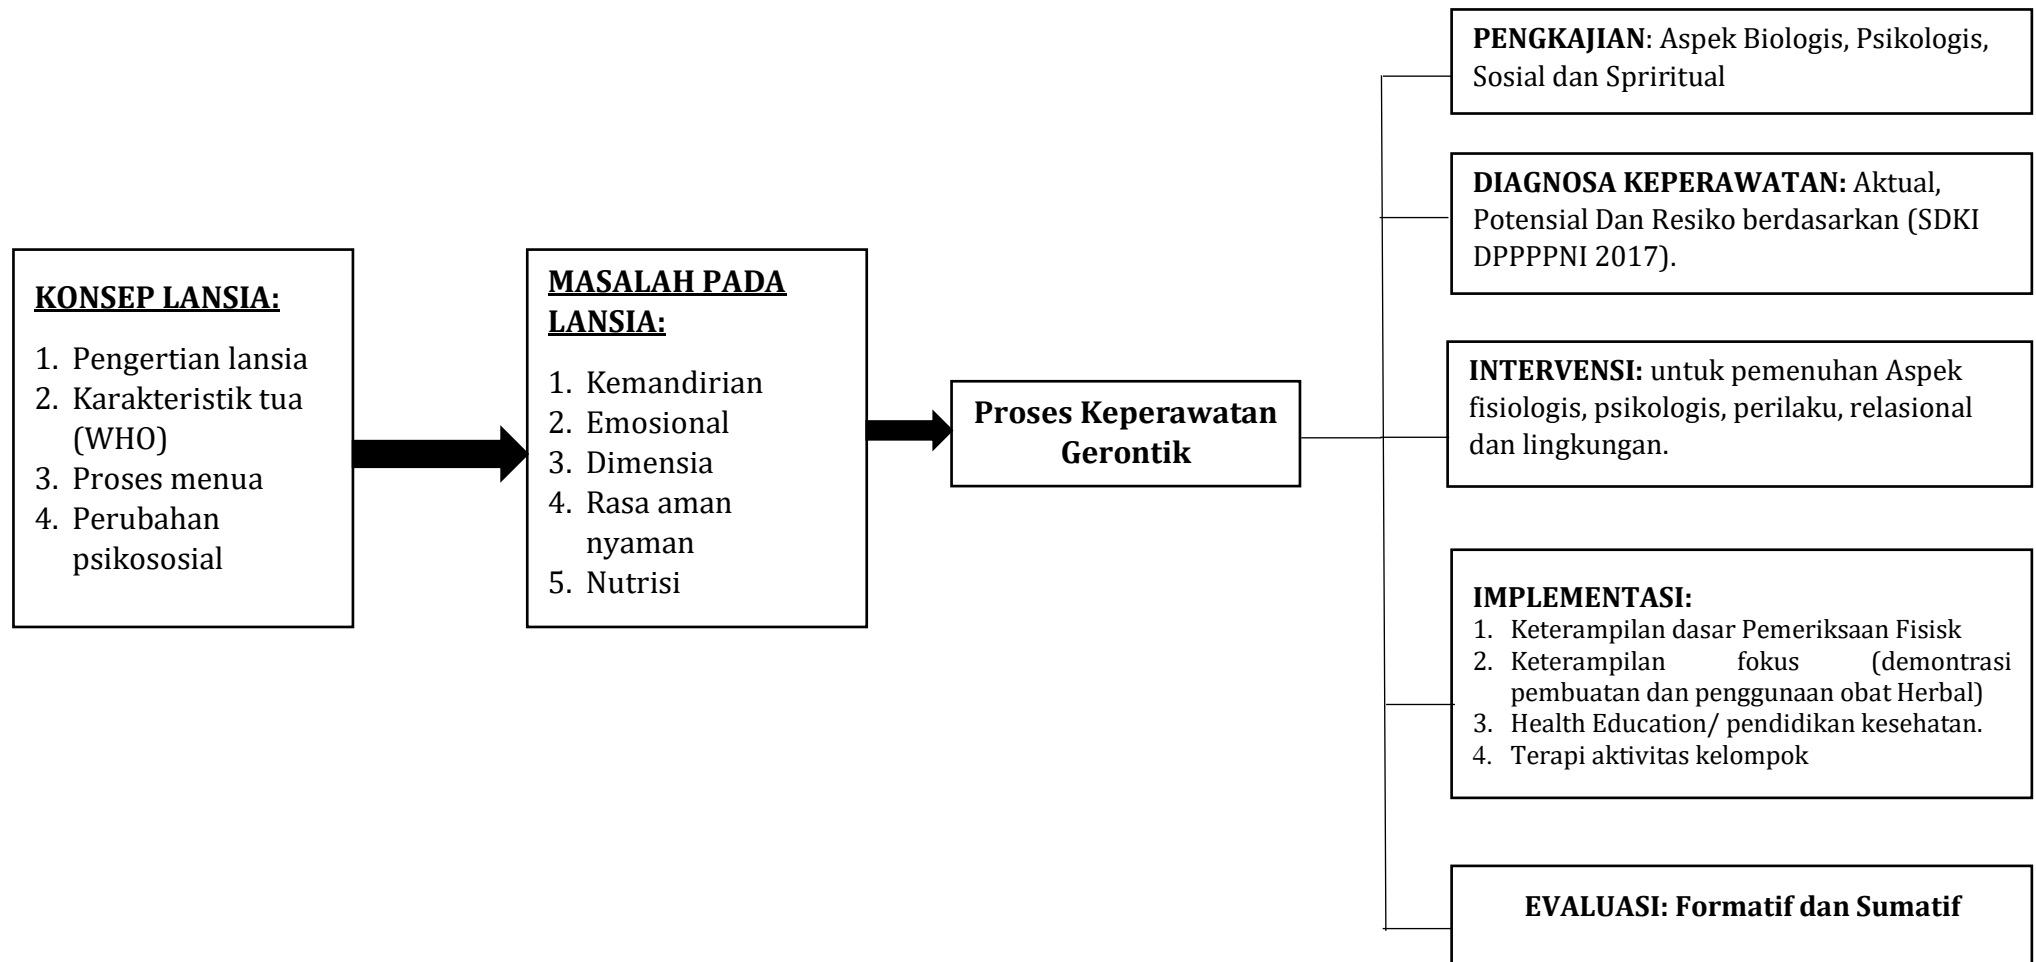 KONSEP LANSIA:
1. Pengertian lansia
2. Karakteristik tua
(WHO)
3. Proses menua
4. Perubahan
psikososial
MASALAH PADA
LANSIA:
1. Kemandirian
2. Emosional
3. Dimensia
4. Rasa aman
nyaman
5. Nutrisi
Proses Keperawatan
Gerontik
PENGKAJIAN: Aspek Biologis, Psikologis,
Sosial dan Spriritual
DIAGNOSA KEPERAWATAN: Aktual,
Potensial Dan Resiko berdasarkan (SDKI
DPPPPNI 2017).
INTERVENSI: untuk pemenuhan Aspek
fisiologis, psikologis, perilaku, relasional
dan lingkungan.
IMPLEMENTASI:
1. Keterampilan dasar Pemeriksaan Fisisk
2. Keterampilan fokus (demontrasi
pembuatan dan penggunaan obat Herbal)
3. Health Education/ pendidikan kesehatan.
4. Terapi aktivitas kelompok
EVALUASI: Formatif dan Sumatif